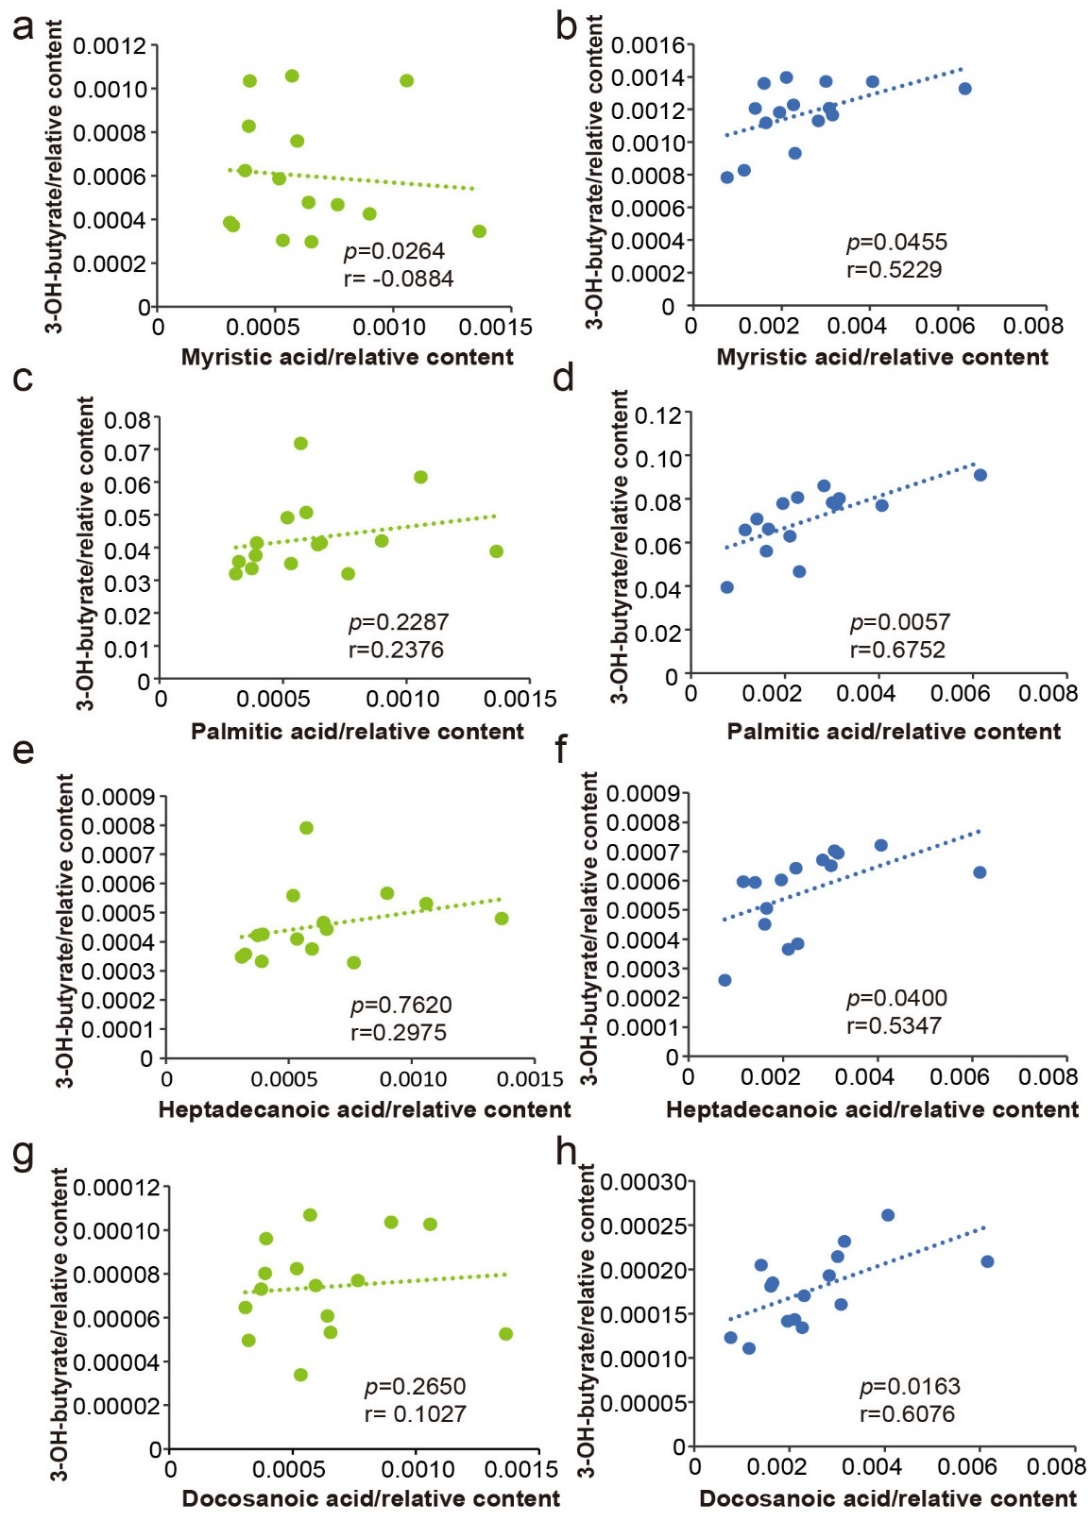 a
3-OH-butyrate/relative content
0.0012
0.0010
0.0008
0.0006
0.0004
0.0002
0
p=0.0264
r= -0.0884
0 0.0005 0.0010 0.0015
Myristic acid/relative content
b
3-OH-butyrate/relative content
0.0016
0.0014
0.0012
0.0010
0.0008
0.0006
0.0004
0.0002
0
p=0.0455
r=0.5229
0 0.002 0.004 0.006 0.008
Myristic acid/relative content
c
3-OH-butyrate/relative content
0.08
0.07
0.06
0.05
0.04
0.03
0.02
0.01
0
p=0.2287
r=0.2376
0 0.0005 0.0010 0.0015
Palmitic acid/relative content
d
3-OH-butyrate/relative content
0.12
0.10
0.08
0.06
0.04
0.02
0
p=0.0057
r=0.6752
0 0.002 0.004 0.006 0.008
Palmitic acid/relative content
e
3-OH-butyrate/relative content
0.0009
0.0008
0.0007
0.0006
0.0005
0.0004
0.0003
0.0002
0.0001
0
p=0.7620
r=0.2975
0 0.0005 0.0010 0.0015
Heptadecanoic acid/relative content
f
3-OH-butyrate/relative content
0.0009
0.0008
0.0007
0.0006
0.0005
0.0004
0.0003
0.0002
0.0001
0
p=0.0400
r=0.5347
0 0.002 0.004 0.006 0.008
Heptadecanoic acid/relative content
g
3-OH-butyrate/relative content
0.00012
0.00010
0.00008
0.00006
0.00004
0.00002
0
p=0.2650
r= 0.1027
0 0.0005 0.0010 0.0015
Docosanoic acid/relative content
h
3-OH-butyrate/relative content
0.00030
0.00025
0.00020
0.00015
0.00010
0.00005
0
p=0.0163
r=0.6076
0 0.002 0.004 0.006 0.008
Docosanoic acid/relative content